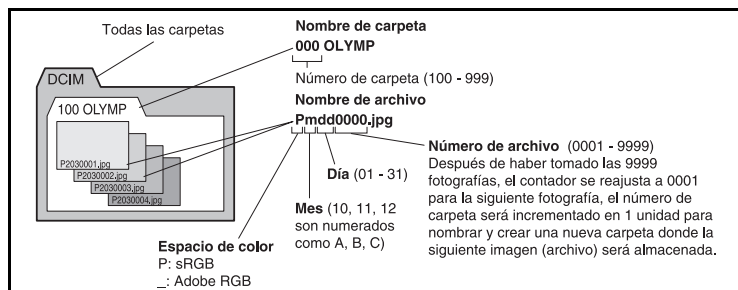 Todas las carpetas
DCIM
100 OLYMP
P2030001.jpg
P2030002.jpg
P2030003.jpg
P2030004.jpg
Nombre de carpeta
000 OLYMP
Número de carpeta (100 - 999)
Nombre de archivo
Pmdd0000.jpg
Día (01 - 31)
Mes (10, 11, 12
son numerados
como A, B, C)
Espacio de color
P: sRGB
_: Adobe RGB
Número de archivo (0001 - 9999)
Después de haber tomado las 9999
fotografías, el contador se reajusta a 0001
para la siguiente fotografía, el número de
carpeta será incrementado en 1 unidad para
nombrar y crear una nueva carpeta donde la
siguiente imagen (archivo) será almacenada.